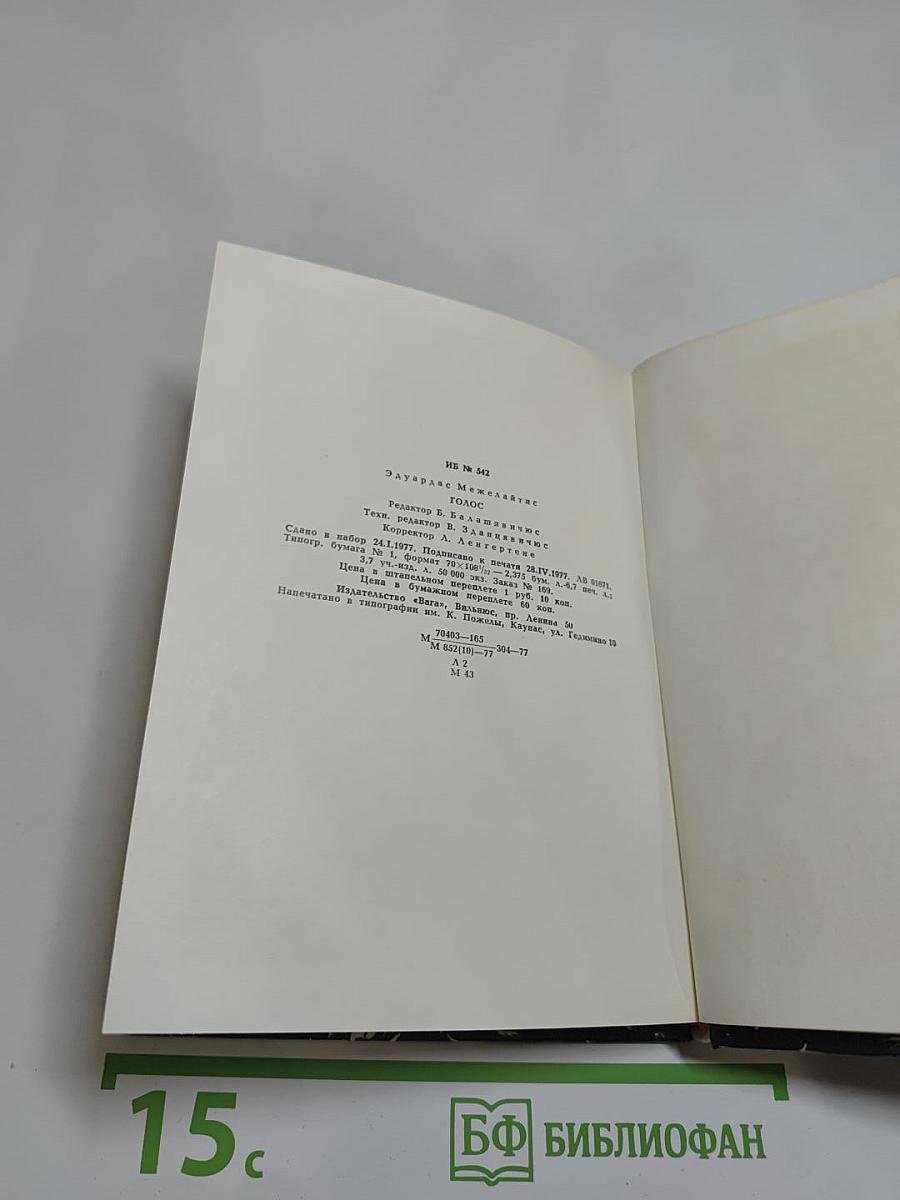 ИБ № 542
Эдуардас Межелайтис
ГОЛОС
Редактор Б. Балашявичюс
Техн. редактор В. Зданцявичюс
Корректор Л. Ленгертене
Сдано в набор 24.I.1977. Подписано к печати 28.IV.1977. ЛВ 01671.
Типогр. бумага № 1, формат 70×108¹/₃₂ — 2,375 бум. л.-6,7 печ. л.;
3,7 уч.-изд. л. 50 000 экз. Заказ № 169.
Цена в штапельном переплете 1 руб. 10 коп.
Цена в бумажном переплете 60 коп.
Издательство «Вага», Вильнюс, пр. Ленина 50
Напечатано в типографии им. К. Пожелы, Каунас, ул. Гедимино 10
70403—165
М 304—77
М 852(10)—77
Л 2
М 43
15 с
БФ БИБЛИОФАН